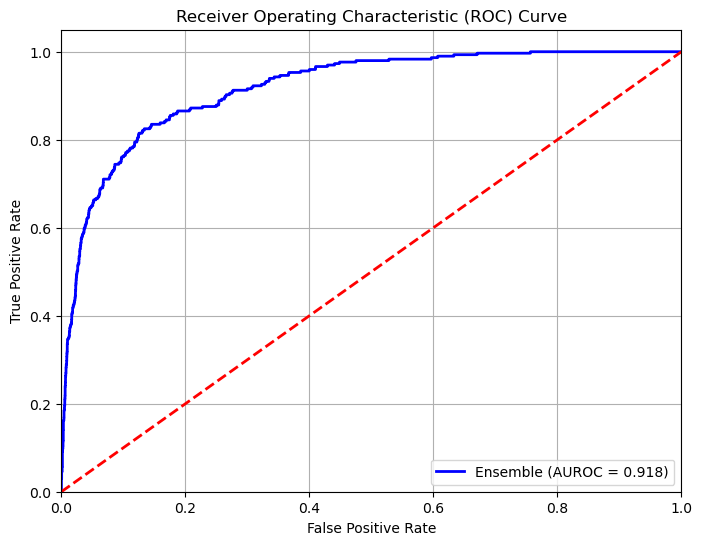 Receiver Operating Characteristic (ROC) Curve
True Positive Rate
1.0
0.8
0.6
0.4
0.2
0.0
Ensemble (AUROC = 0.918)
0.0 0.2 0.4 0.6 0.8 1.0
False Positive Rate